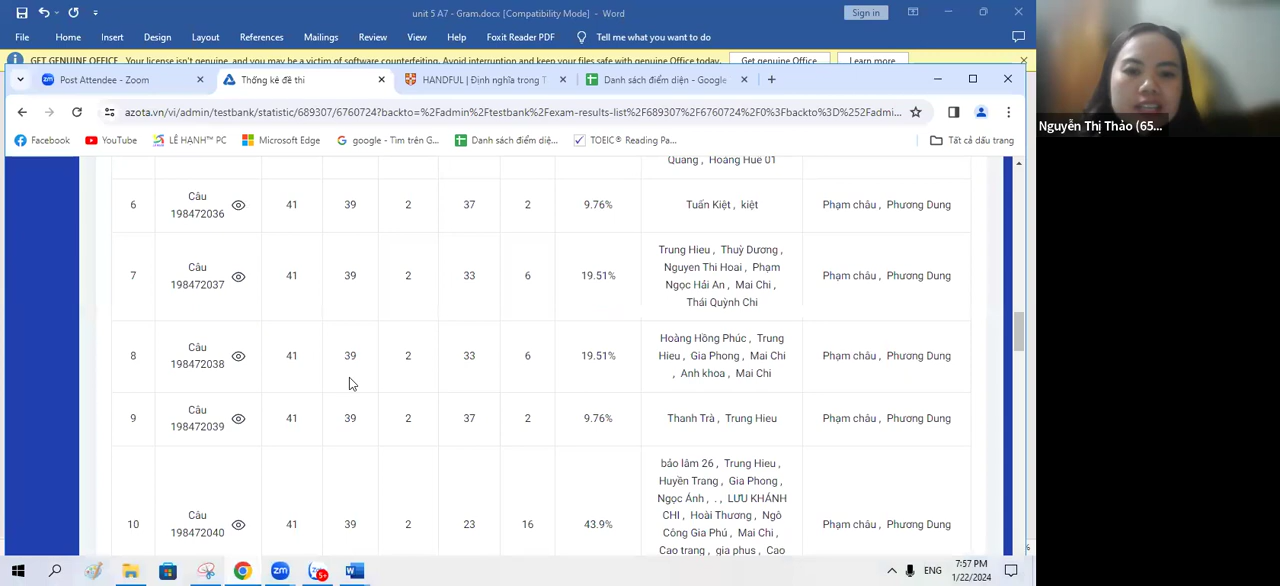 unit 5 A7 - Gram.docx [Compatibility Mode] - Word
Sign in
File Home Insert Design Layout References Mailings Review View Help Foxit Reader PDF Tell me what you want to do
GET GENUINE OFFICE Your license isn't genuine, and you may be a victim of software counterfeiting. Avoid interruption and keep your files safe with genuine Office today. Get genuine Office Learn more
Post Attendee - Zoom Thống kê đề thi HANDFUL | Định nghĩa trong T Danh sách điểm diện - Google
azota.vn/vi/admin/testbank/statistic/689307/6760724?backto=%2Fadmin%2Ftestbank%2Fexam-results-list%2F689307%2F6760724%2F0%3Fbackto%3D%252Fadmi...
Facebook YouTube LÊ HẠNH™ PC Microsoft Edge google - Tìm trên G... Danh sách điểm diệ... TOEIC® Reading Pa... Tất cả dấu trang
Quang , Hoàng Huế 01
6 Câu 198472036 41 39 2 37 2 9.76% Tuấn Kiệt , kiệt Phạm châu , Phương Dung
Trung Hieu , Thuỳ Dương ,
7 Câu 198472037 41 39 2 33 6 19.51% Nguyen Thi Hoai , Phạm Phạm châu , Phương Dung
Ngọc Hải An , Mai Chi ,
Thái Quỳnh Chi
Hoàng Hồng Phúc , Trung
8 Câu 198472038 41 39 2 33 6 19.51% Hieu , Gia Phong , Mai Chi Phạm châu , Phương Dung
, Anh khoa , Mai Chi
9 Câu 198472039 41 39 2 37 2 9.76% Thanh Trà , Trung Hieu Phạm châu , Phương Dung
bảo lâm 26 , Trung Hieu ,
Huyền Trang , Gia Phong ,
Ngọc Ánh , . , LƯU KHÁNH
10 Câu 198472040 41 39 2 23 16 43.9% CHI , Hoài Thương , Ngô Phạm châu , Phương Dung
Công Gia Phú , Mai Chi ,
Cao trang , gia phus , Cao
Nguyễn Thị Thảo (65...
5+
ENG
7:57 PM
1/22/2024